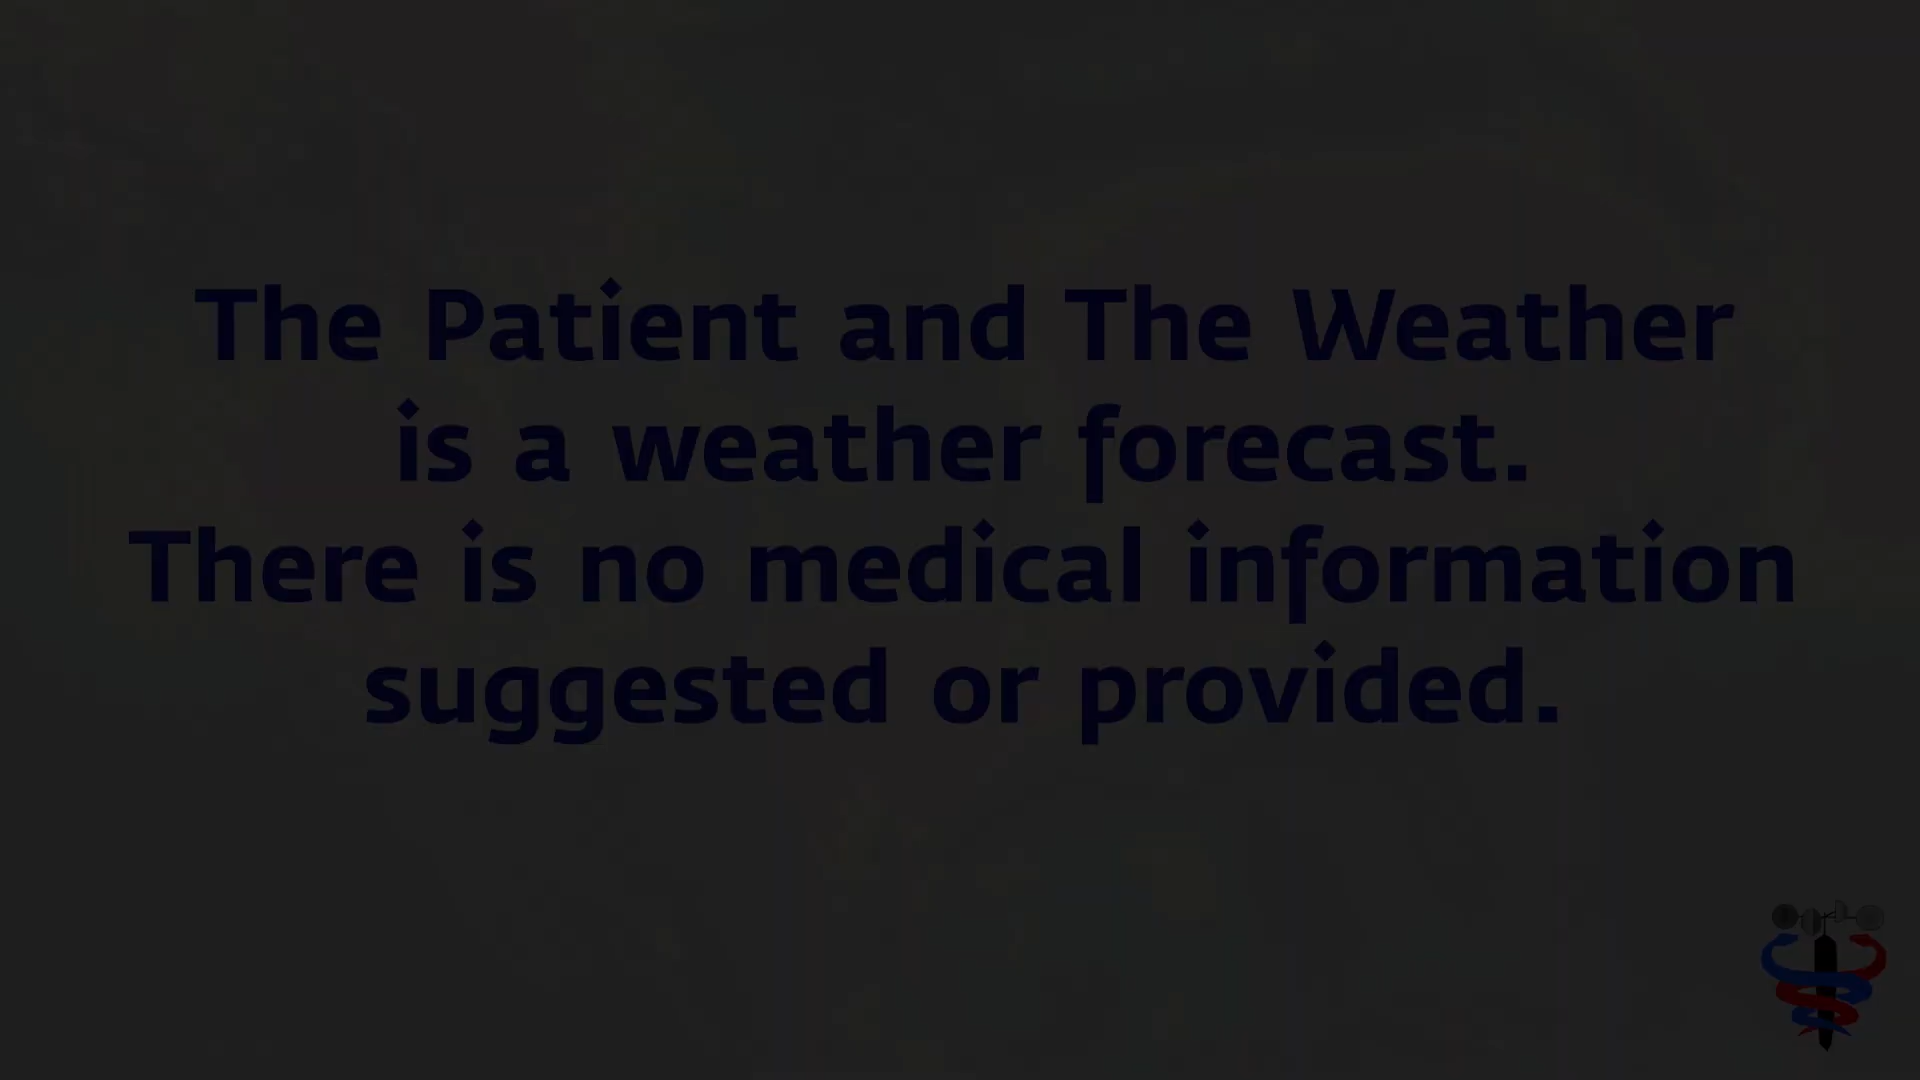 The Patient and The Weather
is a weather forecast.
There is no medical information
suggested or provided.